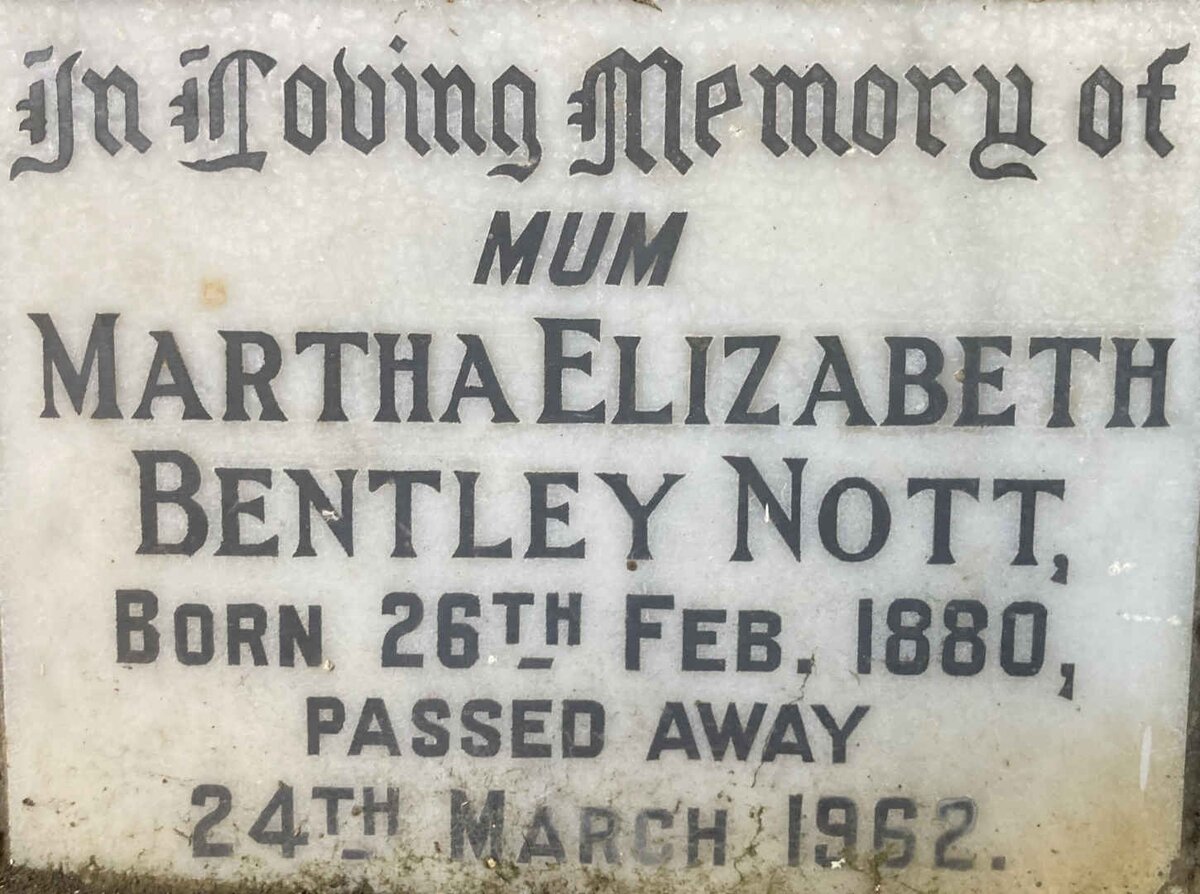 In Loving Memory of
MUM
MARTHA ELIZABETH
BENTLEY NOTT,
BORN 26TH FEB. 1880,
PASSED AWAY
24TH MARCH 1962.